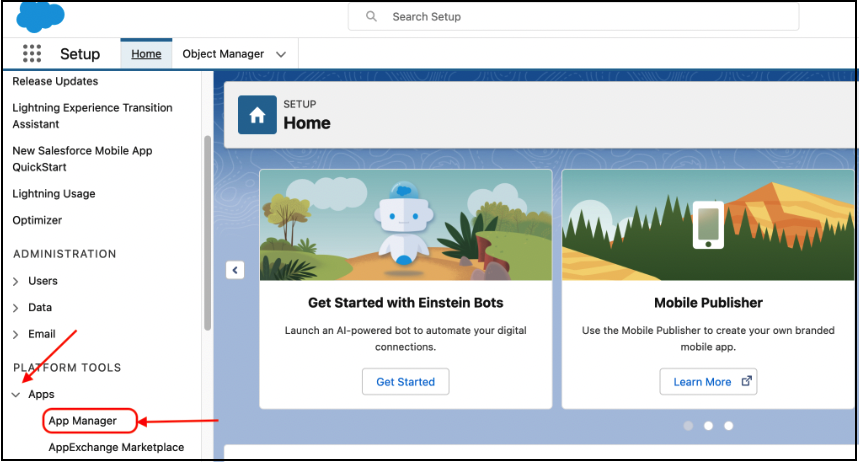 Search Setup
Setup
Home
Object Manager
Release Updates
Lightning Experience Transition
Assistant
New Salesforce Mobile App
QuickStart
Lightning Usage
Optimizer
ADMINISTRATION
Users
Data
Email
PLATFORM TOOLS
Apps
App Manager
AppExchange Marketplace
SETUP
Home
Get Started with Einstein Bots
Launch an AI-powered bot to automate your digital
connections.
Get Started
Mobile Publisher
Use the Mobile Publisher to create your own branded
mobile app.
Learn More